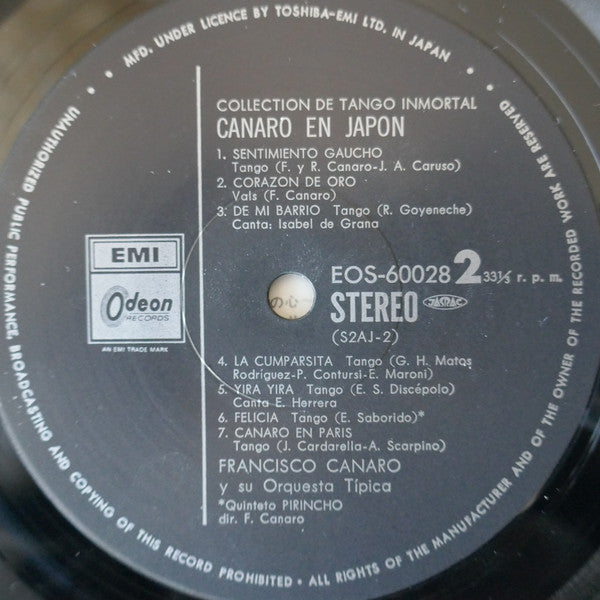 MFD. UNDER LICENCE BY TOSHIBA-EMI LTD. IN JAPAN
COLLECTION DE TANGO INMORTAL
CANARO EN JAPON
1. SENTIMIENTO GAUCHO
Tango (F. y R. Canaro-J. A. Caruso)
2. CORAZON DE ORO
Vals (F. Canaro)
3. DE MI BARRIO Tango (R. Goyeneche)
Canta: Isabel de Grana
EMI
Odeon
RECORDS
AN EMI TRADE MARK
EOS-60028 2 33⅓ r. p. m.
STEREO JASRAC
(S2AJ-2)
の心
4. LA CUMPARSITA Tango (G. H. Matos
Rodríguez-P. Contursi-E. Maroni)
5. YIRA YIRA Tango (E. S. Discépolo)
Canta E. Herrera
6. FELICIA Tango (E. Saborido)*
7. CANARO EN PARIS
Tango (J. Cardarella-A. Scarpino)
FRANCISCO CANARO
y su Orquesta Típica
*Quinteto PIRINCHO
dir. F. Canaro
UNAUTHORIZED PUBLIC PERFORMANCE, BROADCASTING AND COPYING OF THIS RECORD PROHIBITED • ALL RIGHTS OF THE MANUFACTURER AND OF THE OWNER OF THE RECORDED WORK ARE RESERVED